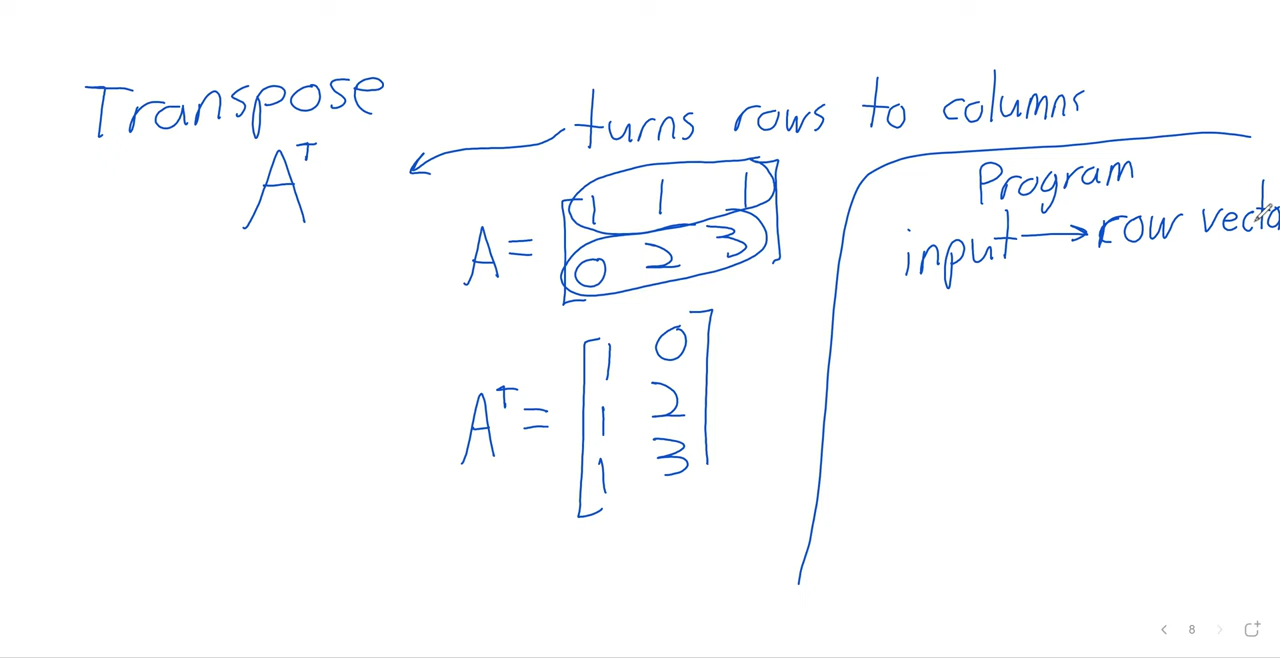 Transpose
Aᵀ
turns rows to columns
A = [1 1 1
0 2 3]
Aᵀ = [1 0
1 2
1 3]
Program
input → row vecto
8